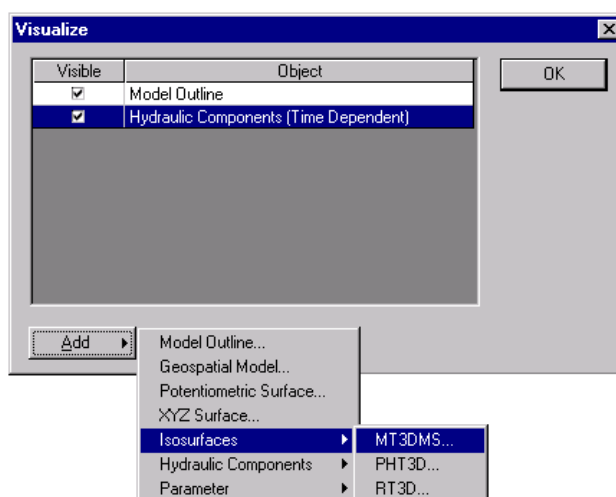 Visualize
Visible Object OK
Model Outline
Hydraulic Components (Time Dependent)
Add
Model Outline...
Geospatial Model...
Potentiometric Surface...
XYZ Surface...
Isosurfaces MT3DMS...
Hydraulic Components PHT3D...
Parameter RT3D...